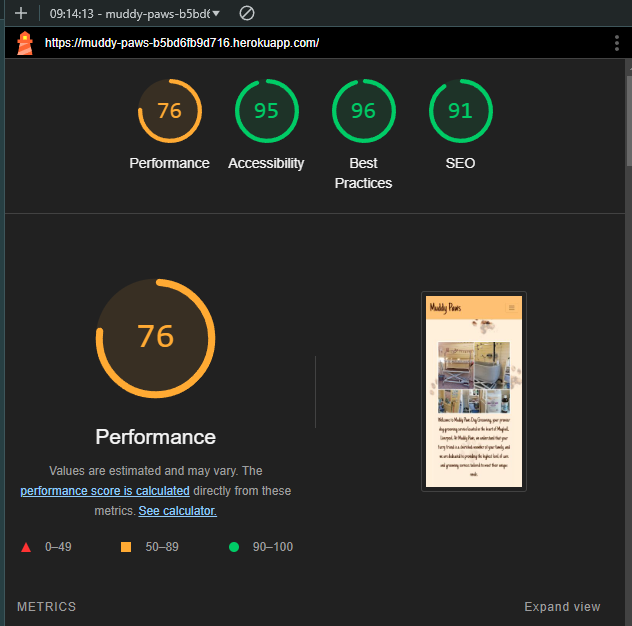 09:14:13 - muddy-paws-b5bd6
https://muddy-paws-b5bd6fb9d716.herokuapp.com/
76
Performance
95
Accessibility
96
Best
Practices
91
SEO
76
Performance
Values are estimated and may vary. The
performance score is calculated directly from these
metrics. See calculator.
0–49
50–89
90–100
Muddy Paws
Welcome to Muddy Paws Dog Grooming, your premier
dog grooming service located in the heart of Maghull,
Liverpool. At Muddy Paws, we understand that your
furry friend is a cherished member of your family, and
we are dedicated to providing the highest level of care
and grooming services tailored to meet their unique
needs.
METRICS
Expand view